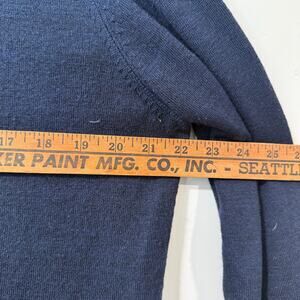 17 18 19 20 21 22 23 24 25
KER PAINT MFG. CO., INC. - SEATTL